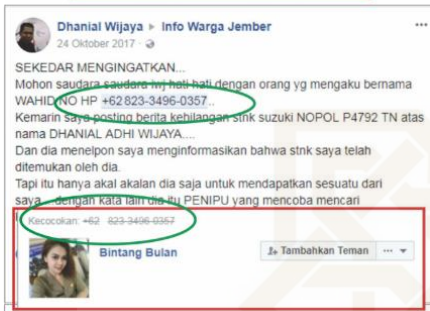 Dhanial Wijaya ▸ Info Warga Jember
24 Oktober 2017 ·
SEKEDAR MENGINGATKAN...
Mohon saudara saudara iwj hati hati dengan orang yg mengaku bernama
WAHID NO HP +62 823-3496-0357..
Kemarin saya posting berita kehilangan stnk suzuki NOPOL P4792 TN atas
nama DHANIAL ADHI WIJAYA....
Dan dia menelpon saya menginformasikan bahwa stnk saya telah
ditemukan oleh dia.
Tapi itu hanya akal akalan dia saja untuk mendapatkan sesuatu dari
saya....dengan kata lain dia itu PENIPU yang mencoba mencari
Kecocokan: +62 823-3496-0357
Bintang Bulan
Tambahkan Teman